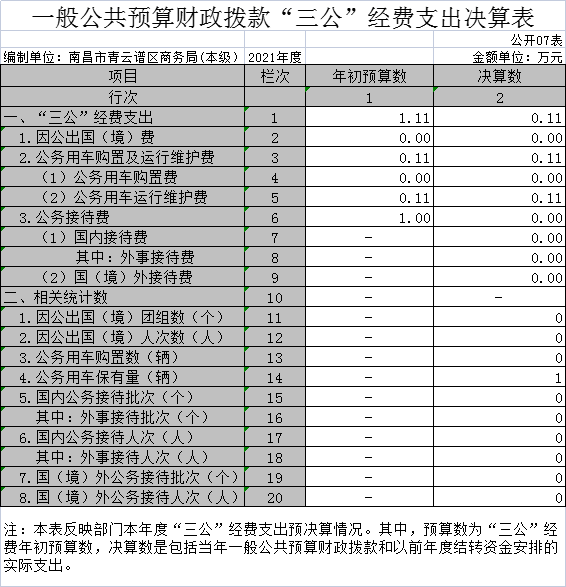 一般公共预算财政拨款“三公”经费支出决算表
公开07表
编制单位：南昌市青云谱区商务局(本级) 2021年度 金额单位：万元
项目 栏次 年初预算数 决算数
行次 1 2
一、“三公”经费支出 1 1.11 0.11
1.因公出国（境）费 2 0.00 0.00
2.公务用车购置及运行维护费 3 0.11 0.11
（1）公务用车购置费 4 0.00 0.00
（2）公务用车运行维护费 5 0.11 0.11
3.公务接待费 6 1.00 0.00
（1）国内接待费 7 - 0.00
其中：外事接待费 8 - 0.00
（2）国（境）外接待费 9 - 0.00
二、相关统计数 10 - -
1.因公出国（境）团组数（个） 11 - 0
2.因公出国（境）人次数（人） 12 - 0
3.公务用车购置数（辆） 13 - 0
4.公务用车保有量（辆） 14 - 1
5.国内公务接待批次（个） 15 - 0
其中：外事接待批次（个） 16 - 0
6.国内公务接待人次（人） 17 - 0
其中：外事接待人次（人） 18 - 0
7.国（境）外公务接待批次（个） 19 - 0
8.国（境）外公务接待人次（人） 20 - 0
注：本表反映部门本年度“三公”经费支出预决算情况。其中，预算数为“三公”经
费年初预算数，决算数是包括当年一般公共预算财政拨款和以前年度结转资金安排的
实际支出。